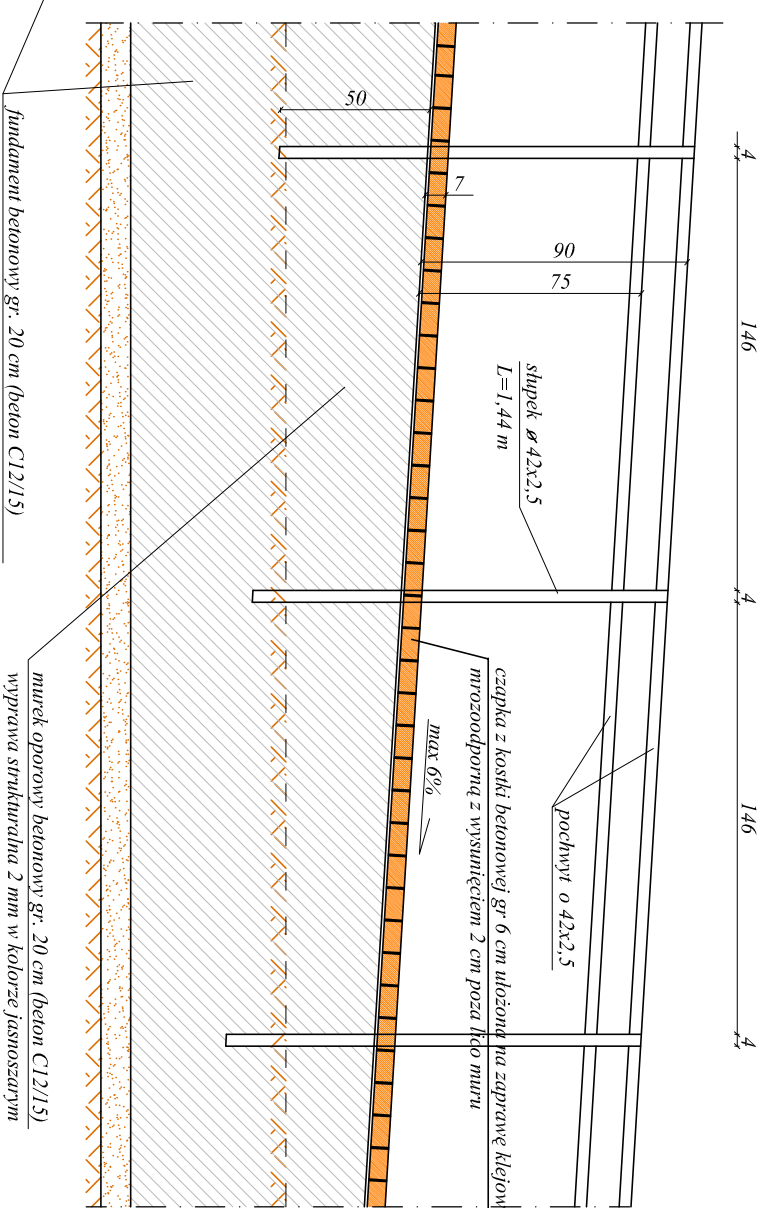 4
146
4
146
4
50
7
90
75
słupek ø 42x2,5
L=1,44 m
pochwyt o 42x2,5
czapka z kostki betonowej gr 6 cm ułożona na zaprawę klejow
mrozoodporną z wysunięciem 2 cm poza lico muru
max 6%
fundament betonowy gr. 20 cm (beton C12/15)
murek oporowy betonowy gr. 20 cm (beton C12/15)
wyprawa strukturalna 2 mm w kolorze jasnoszarym